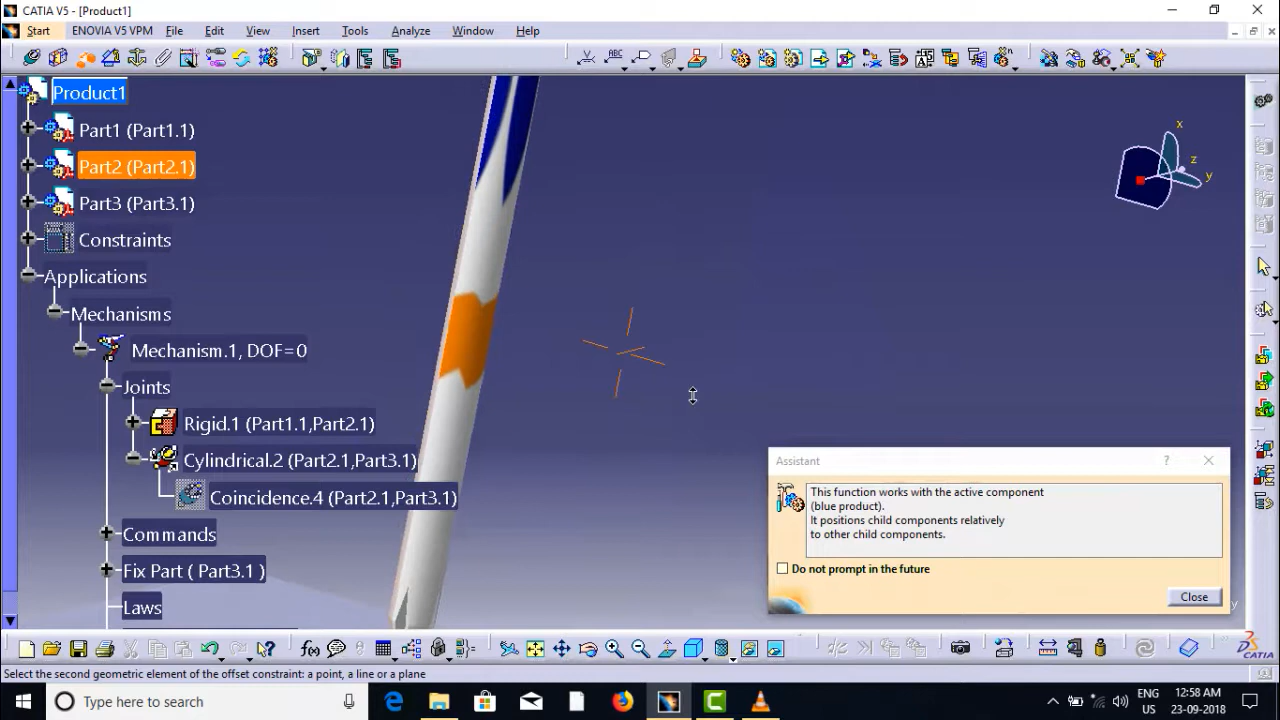 CATIA V5 - [Product1]
Start ENOVIA V5 VPM File Edit View Insert Tools Analyze Window Help
ABC
Product1
Part1 (Part1.1)
Part2 (Part2.1)
Part3 (Part3.1)
Constraints
Applications
Mechanisms
Mechanism.1, DOF=0
Joints
Rigid.1 (Part1.1,Part2.1)
Cylindrical.2 (Part2.1,Part3.1)
Coincidence.4 (Part2.1,Part3.1)
Commands
Fix Part ( Part3.1 )
Laws
x
z
y
Assistant
This function works with the active component
(blue product).
It positions child components relatively
to other child components.
Do not prompt in the future
Close
y
f(x)
CATIA
Select the second geometric element of the offset constraint: a point, a line or a plane
Type here to search
ENG 12:58 AM
US 23-09-2018